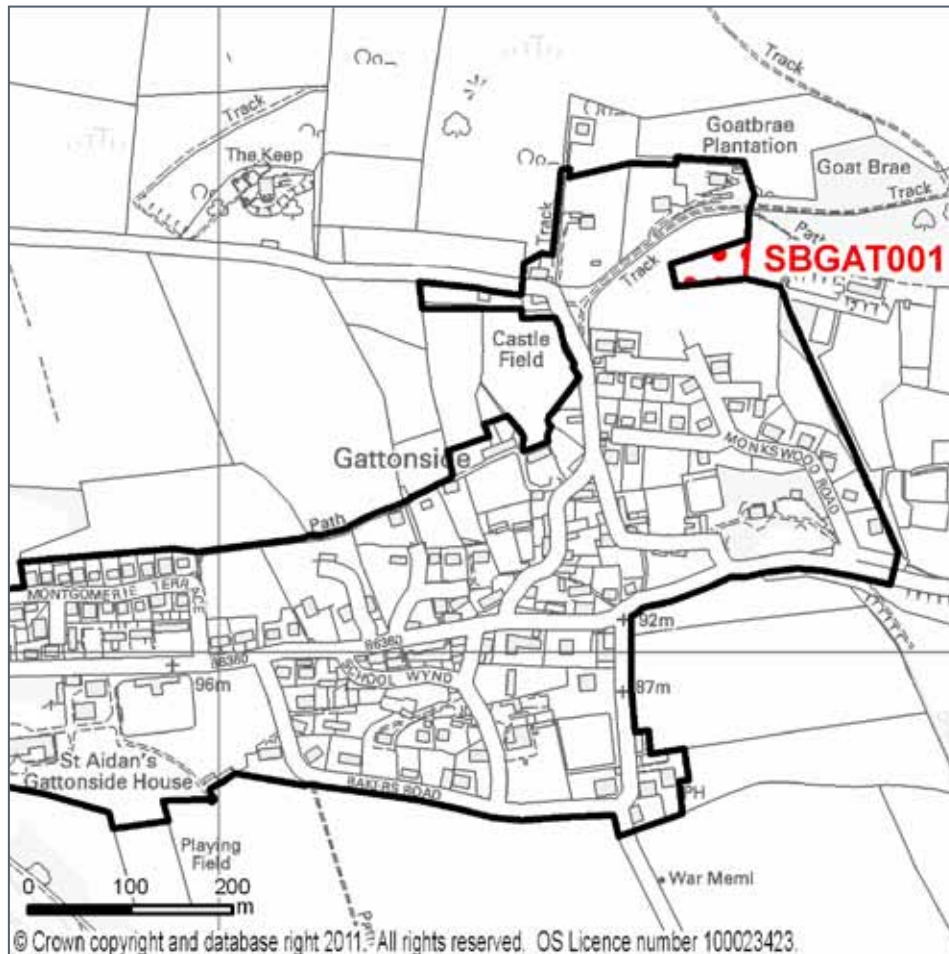 Track
Goatbrae
Plantation
Track
The Keep
Goat Brae
Track
Track
Path
SBGAT001
Track
Castle
Field
Gattonside
MONKSWOOD ROAD
Path
MONTGOMERIE TERRACE
B6360
92m
B6360
SCHOOL WYND
96m
87m
St Aidan's
Gattonside House
BAKERS ROAD
PH
Playing
Field
0 100 200
m
War Meml
Path
© Crown copyright and database right 2011. All rights reserved. OS Licence number 100023423.